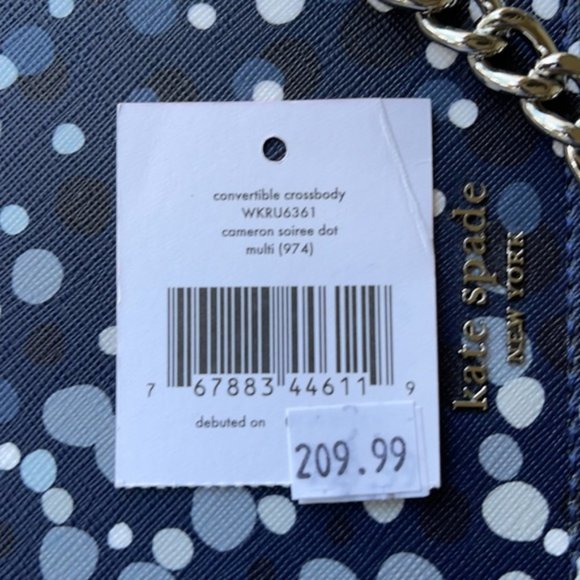 convertible crossbody
WKRU6361
cameron soiree dot
multi (974)
7 67883 44611 9
debuted on
209.99
kate spade
NEW YORK